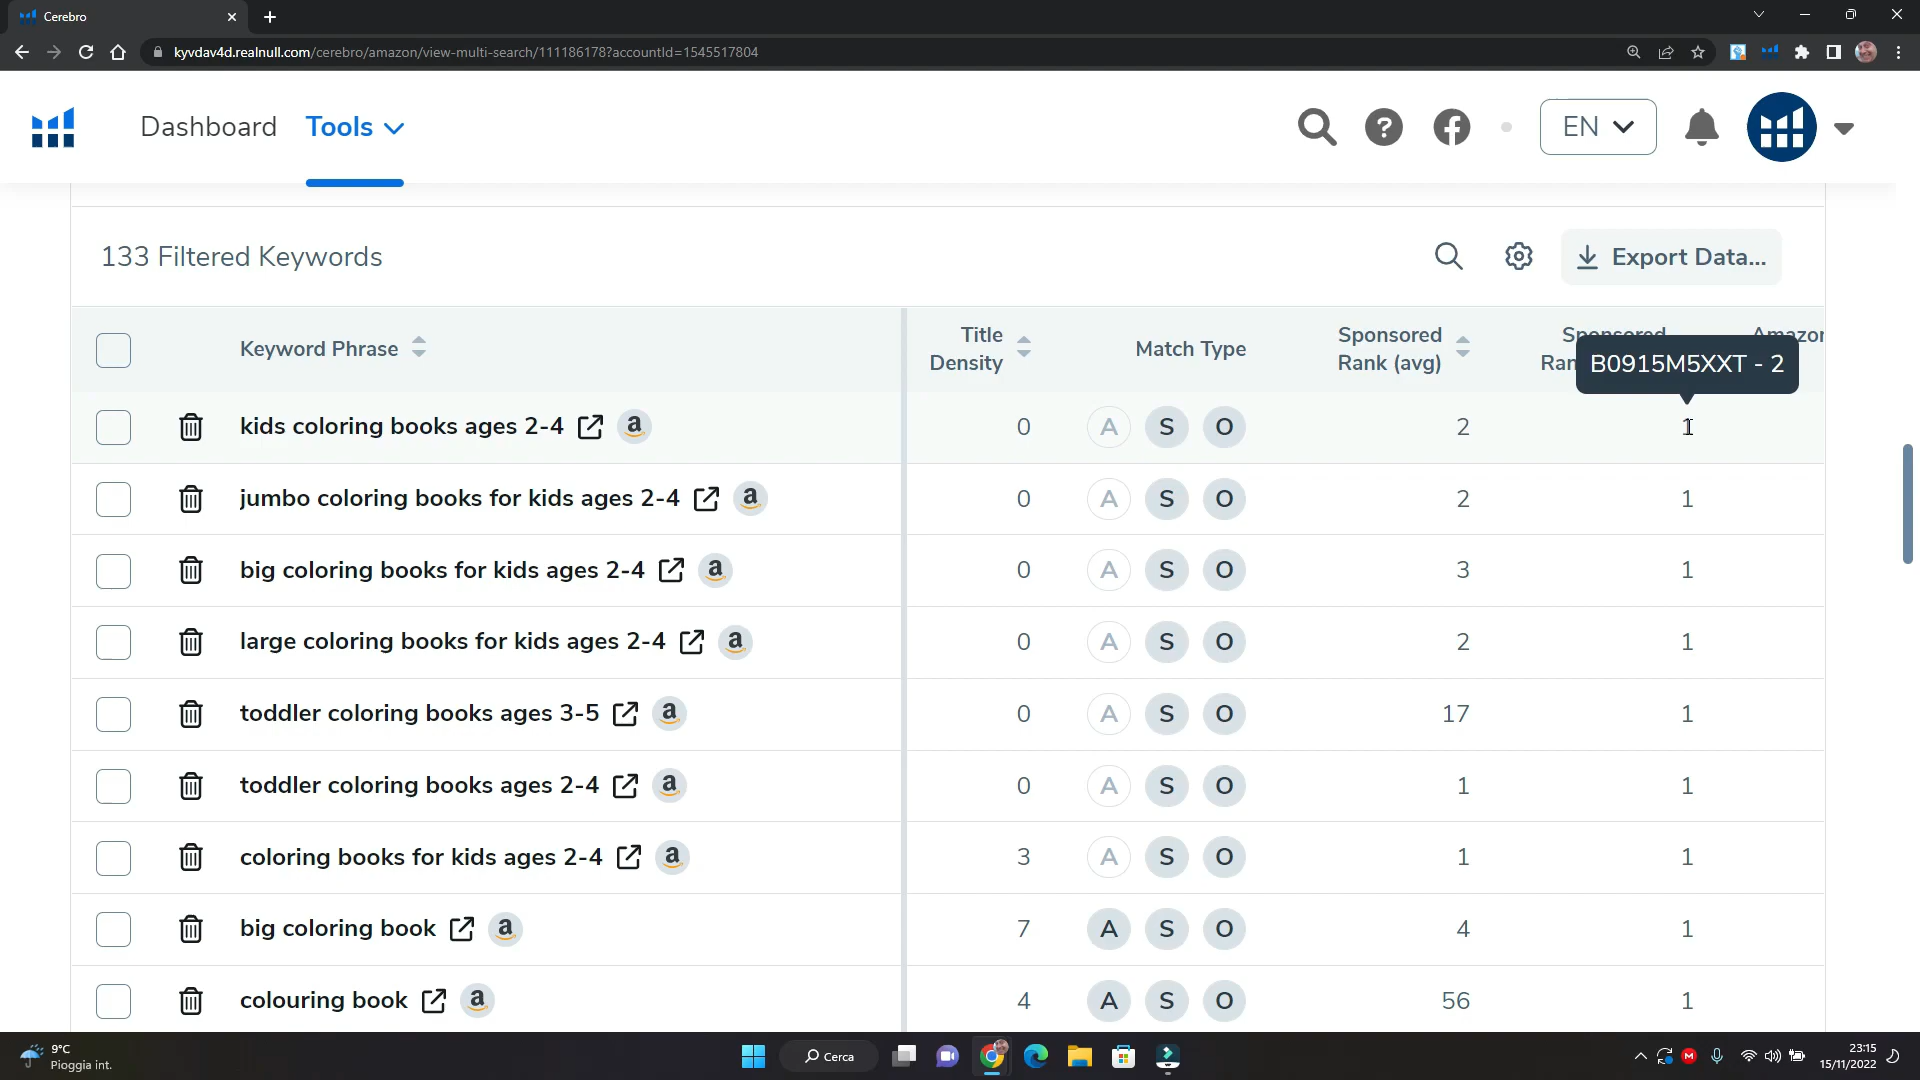 Cerebro
kyvdav4d.realnull.com/cerebro/amazon/view-multi-search/111186178?accountId=1545517804
Dashboard
Tools
EN
133 Filtered Keywords
Export Data...
Keyword Phrase
Title Density
Match Type
Sponsored Rank (avg)
B0915M5XXT - 2
kids coloring books ages 2-4 0 A S O 2 1
jumbo coloring books for kids ages 2-4 0 A S O 2 1
big coloring books for kids ages 2-4 0 A S O 3 1
large coloring books for kids ages 2-4 0 A S O 2 1
toddler coloring books ages 3-5 0 A S O 17 1
toddler coloring books ages 2-4 0 A S O 1 1
coloring books for kids ages 2-4 3 A S O 1 1
big coloring book 7 A S O 4 1
colouring book 4 A S O 56 1
9°C
Pioggia int.
Cerca
23:15
15/11/2022